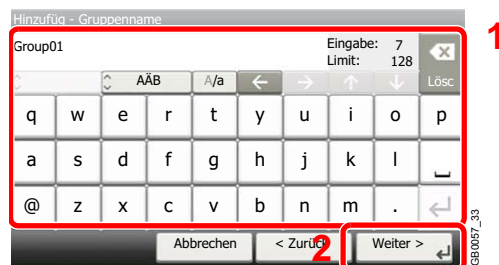 Hinzufüg - Gruppenname
1
Group01
Eingabe: 7
Limit: 128
AÄB A/a ← → ↑ ↓ Lösc
q w e r t y u i o p
a s d f g h j k l
@ z x c v b n m .
Abbrechen < Zurück 2 Weiter >
GB0057_33